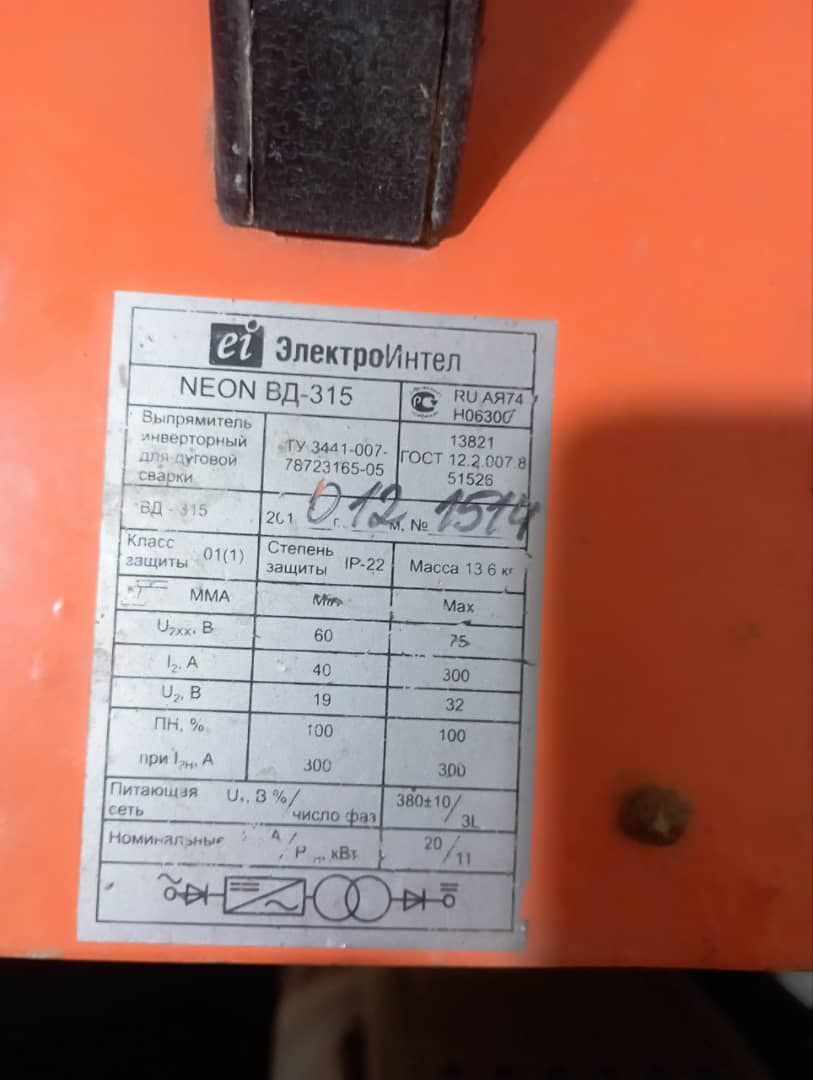 ei ЭлектроИнтел
NEON ВД-315
RU АЯ74
Н06300
Выпрямитель
инверторный
для дуговой
сварки
ТУ 3441-007-
78723165-05
13821
ГОСТ 12.2.007.8
51526
ВД - 315
201 0 г. 12 м. № 1514
Класс
защиты 01(1)
Степень
защиты IP-22
Масса 13 6 кг
ММА Min Max
U2хх, В 60 75
I2, А 40 300
U2, В 19 32
ПН, % 100 100
при I2н, А 300 300
Питающая
сеть
U1, В %/
число фаз
380±10/
3L
Номинальные А/
Р кВт
20/
11